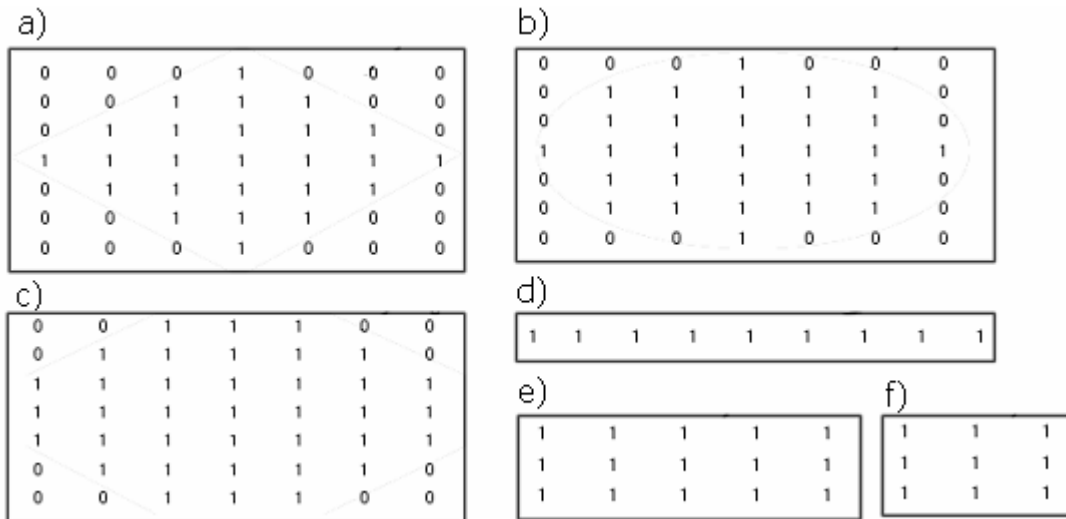 a)
0 0 0 1 0 0 0
0 0 1 1 1 0 0
0 1 1 1 1 1 0
1 1 1 1 1 1 1
0 1 1 1 1 1 0
0 0 1 1 1 0 0
0 0 0 1 0 0 0
b)
0 0 0 1 0 0 0
0 1 1 1 1 1 0
0 1 1 1 1 1 0
1 1 1 1 1 1 1
0 1 1 1 1 1 0
0 1 1 1 1 1 0
0 0 0 1 0 0 0
c)
0 0 1 1 1 0 0
0 1 1 1 1 1 0
1 1 1 1 1 1 1
1 1 1 1 1 1 1
1 1 1 1 1 1 1
0 1 1 1 1 1 0
0 0 1 1 1 0 0
d)
1 1 1 1 1 1 1 1 1
e)
1 1 1 1 1
1 1 1 1 1
1 1 1 1 1
f)
1 1 1
1 1 1
1 1 1